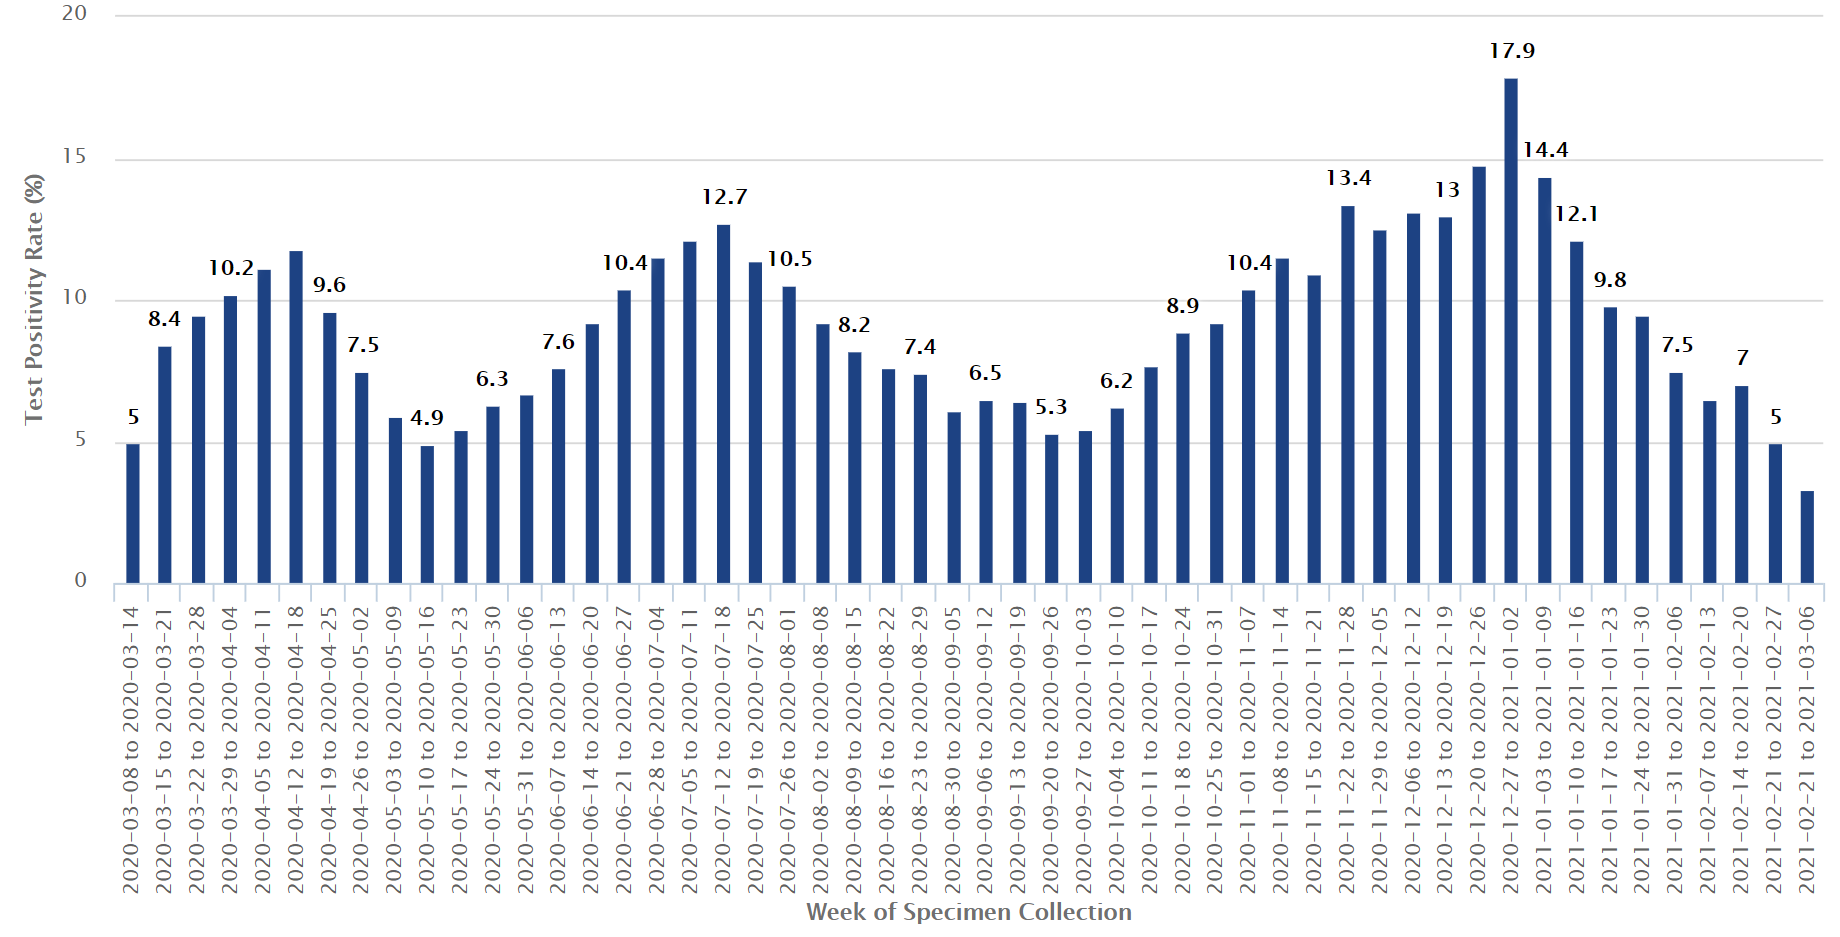 20
15
10
5
0
Test Positivity Rate (%)
5
8.4
10.2
9.6
7.5
4.9
6.3
7.6
10.4
12.7
10.5
8.2
7.4
6.5
5.3
6.2
8.9
10.4
13.4
13
17.9
14.4
12.1
9.8
7.5
7
5
2020-03-08 to 2020-03-14
2020-03-15 to 2020-03-21
2020-03-22 to 2020-03-28
2020-03-29 to 2020-04-04
2020-04-05 to 2020-04-11
2020-04-12 to 2020-04-18
2020-04-19 to 2020-04-25
2020-04-26 to 2020-05-02
2020-05-03 to 2020-05-09
2020-05-10 to 2020-05-16
2020-05-17 to 2020-05-23
2020-05-24 to 2020-05-30
2020-05-31 to 2020-06-06
2020-06-07 to 2020-06-13
2020-06-14 to 2020-06-20
2020-06-21 to 2020-06-27
2020-06-28 to 2020-07-04
2020-07-05 to 2020-07-11
2020-07-12 to 2020-07-18
2020-07-19 to 2020-07-25
2020-07-26 to 2020-08-01
2020-08-02 to 2020-08-08
2020-08-09 to 2020-08-15
2020-08-16 to 2020-08-22
2020-08-23 to 2020-08-29
2020-08-30 to 2020-09-05
2020-09-06 to 2020-09-12
2020-09-13 to 2020-09-19
2020-09-20 to 2020-09-26
2020-09-27 to 2020-10-03
2020-10-04 to 2020-10-10
2020-10-11 to 2020-10-17
2020-10-18 to 2020-10-24
2020-10-25 to 2020-10-31
2020-11-01 to 2020-11-07
2020-11-08 to 2020-11-14
2020-11-15 to 2020-11-21
2020-11-22 to 2020-11-28
2020-11-29 to 2020-12-05
2020-12-06 to 2020-12-12
2020-12-13 to 2020-12-19
2020-12-20 to 2020-12-26
2020-12-27 to 2021-01-02
2021-01-03 to 2021-01-09
2021-01-10 to 2021-01-16
2021-01-17 to 2021-01-23
2021-01-24 to 2021-01-30
2021-01-31 to 2021-02-06
2021-02-07 to 2021-02-13
2021-02-14 to 2021-02-20
2021-02-21 to 2021-02-27
2021-02-21 to 2021-03-06
Week of Specimen Collection